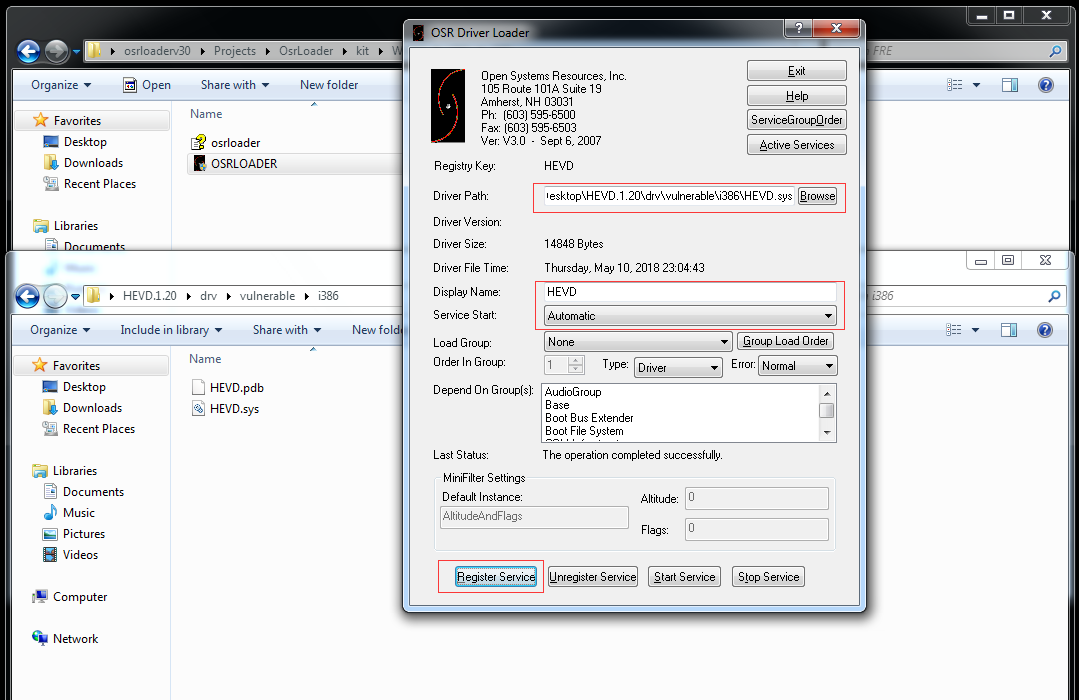 osrloaderv30 Projects OsrLoader kit FRE
Organize Open Share with New folder
Favorites
Desktop
Downloads
Recent Places
Libraries
Documents
Name
osrloader
OSRLOADER
HEVD.1.20 drv vulnerable i386 i386
Organize Include in library Share with New
Favorites
Desktop
Downloads
Recent Places
Libraries
Documents
Music
Pictures
Videos
Computer
Network
Name
HEVD.pdb
HEVD.sys
OSR Driver Loader
Open Systems Resources, Inc.
105 Route 101A Suite 19
Amherst, NH 03031
Ph: (603) 595-6500
Fax: (603) 595-6503
Ver: V3.0 - Sept 6, 2007
Exit
Help
ServiceGroupOrder
Active Services
Registry Key: HEVD
Driver Path: esktop\HEVD.1.20\drv\vulnerable\i386\HEVD.sys Browse
Driver Version:
Driver Size: 14848 Bytes
Driver File Time: Thursday, May 10, 2018 23:04:43
Display Name: HEVD
Service Start: Automatic
Load Group: None Group Load Order
Order In Group: 1 Type: Driver Error: Normal
Depend On Group(s): AudioGroup
Base
Boot Bus Extender
Boot File System
Last Status: The operation completed successfully.
MiniFilter Settings
Default Instance:
AltitudeAndFlags
Altitude: 0
Flags: 0
Register Service Unregister Service Start Service Stop Service